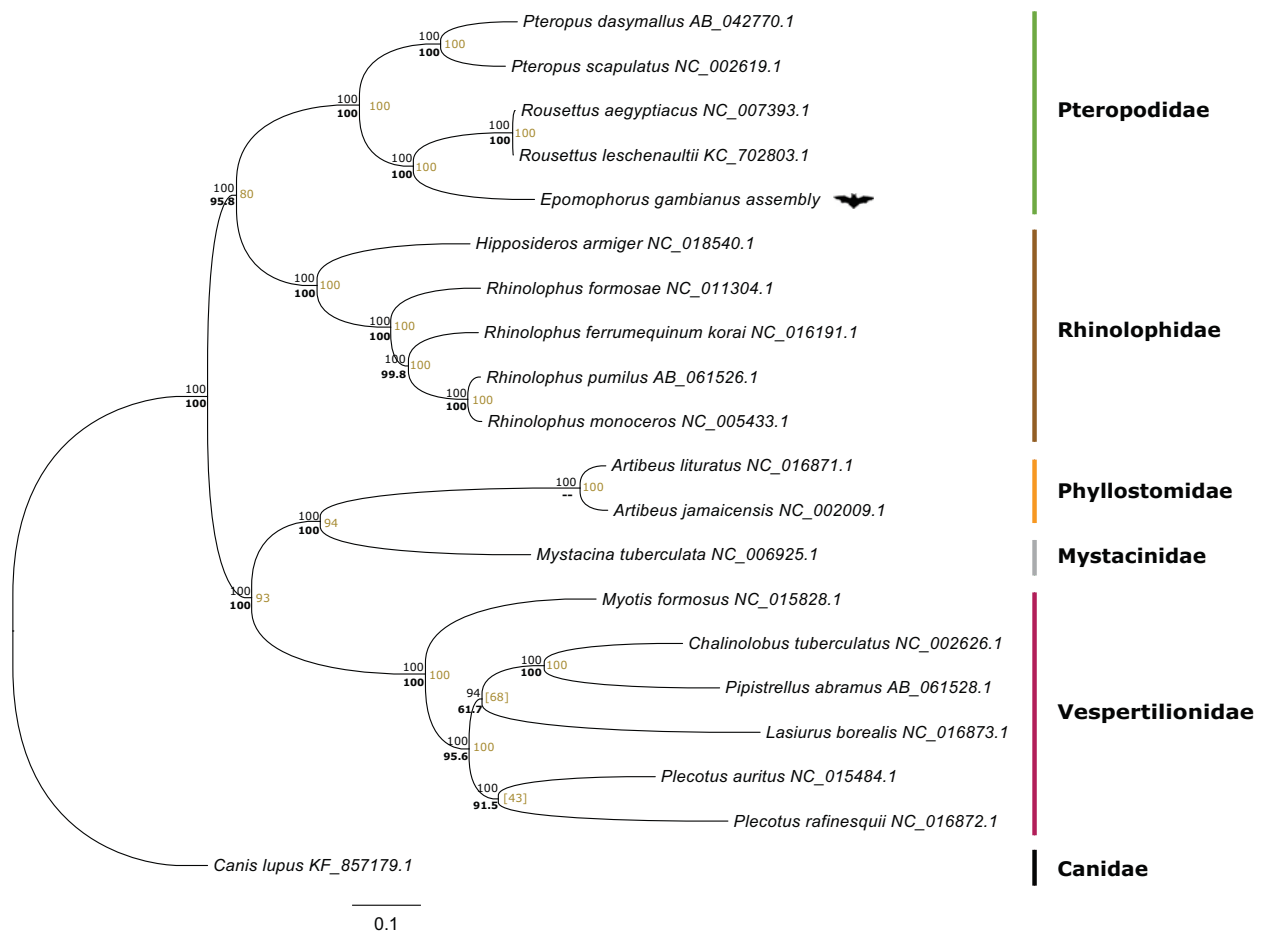 Pteropus dasymallus AB_042770.1
100
100
100
Pteropus scapulatus NC_002619.1
100
100
100
Rousettus aegyptiacus NC_007393.1
Pteropodidae
100
100
100
Rousettus leschenaultii KC_702803.1
100
100
100
Epomophorus gambianus assembly
100
95.8
80
Hipposideros armiger NC_018540.1
100
100
100
Rhinolophus formosae NC_011304.1
100
100
100
Rhinolophus ferrumequinum korai NC_016191.1
Rhinolophidae
100
99.8
100
Rhinolophus pumilus AB_061526.1
100
100
100
Rhinolophus monoceros NC_005433.1
100
100
Artibeus lituratus NC_016871.1
100
--
100
Phyllostomidae
Artibeus jamaicensis NC_002009.1
100
100
94
Mystacina tuberculata NC_006925.1
Mystacinidae
100
100
93
Myotis formosus NC_015828.1
Chalinolobus tuberculatus NC_002626.1
100
100
100
100
100
100
Pipistrellus abramus AB_061528.1
94
61.7
[68]
Vespertilionidae
Lasiurus borealis NC_016873.1
100
95.6
100
Plecotus auritus NC_015484.1
100
91.5
[43]
Plecotus rafinesquii NC_016872.1
Canis lupus KF_857179.1
Canidae
0.1